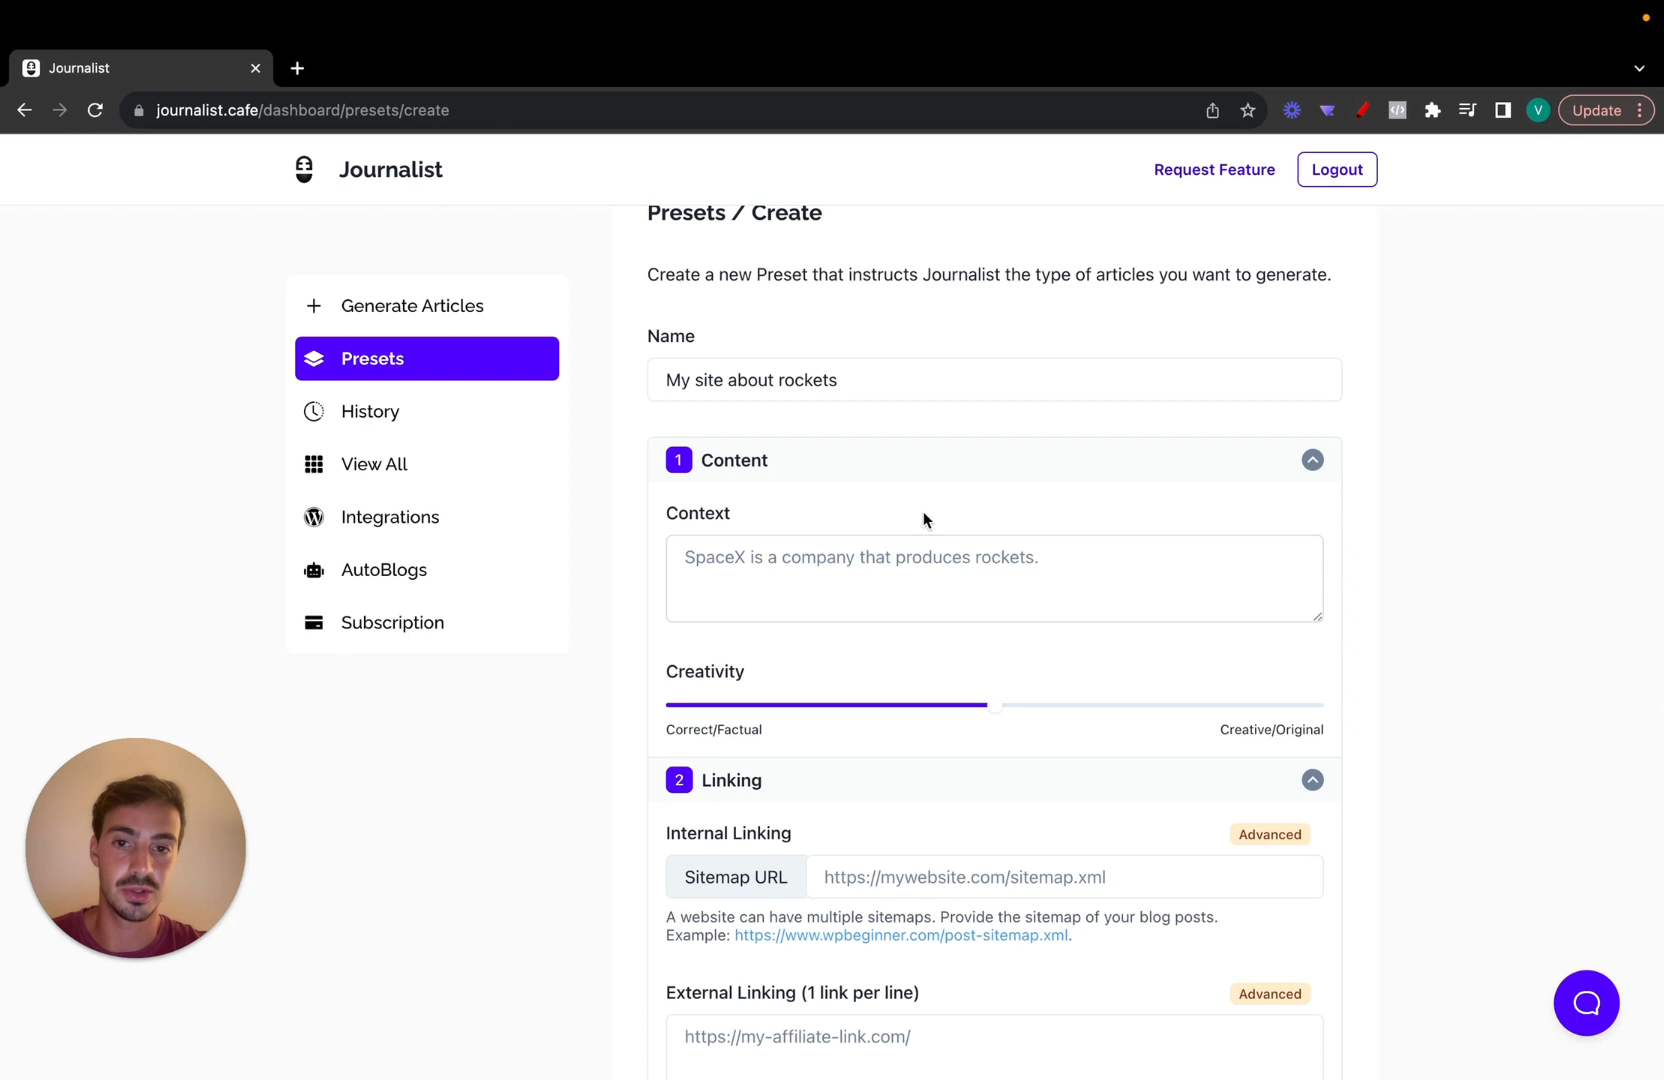 Journalist
journalist.cafe/dashboard/presets/create
V
Update
Journalist
Request Feature
Logout
Presets / Create
Create a new Preset that instructs Journalist the type of articles you want to generate.
Generate Articles
Presets
History
View All
Integrations
AutoBlogs
Subscription
Name
My site about rockets
1 Content
Context
SpaceX is a company that produces rockets.
Creativity
Correct/Factual
Creative/Original
2 Linking
Internal Linking
Advanced
Sitemap URL
https://mywebsite.com/sitemap.xml
A website can have multiple sitemaps. Provide the sitemap of your blog posts.
Example: https://www.wpbeginner.com/post-sitemap.xml.
External Linking (1 link per line)
Advanced
https://my-affiliate-link.com/